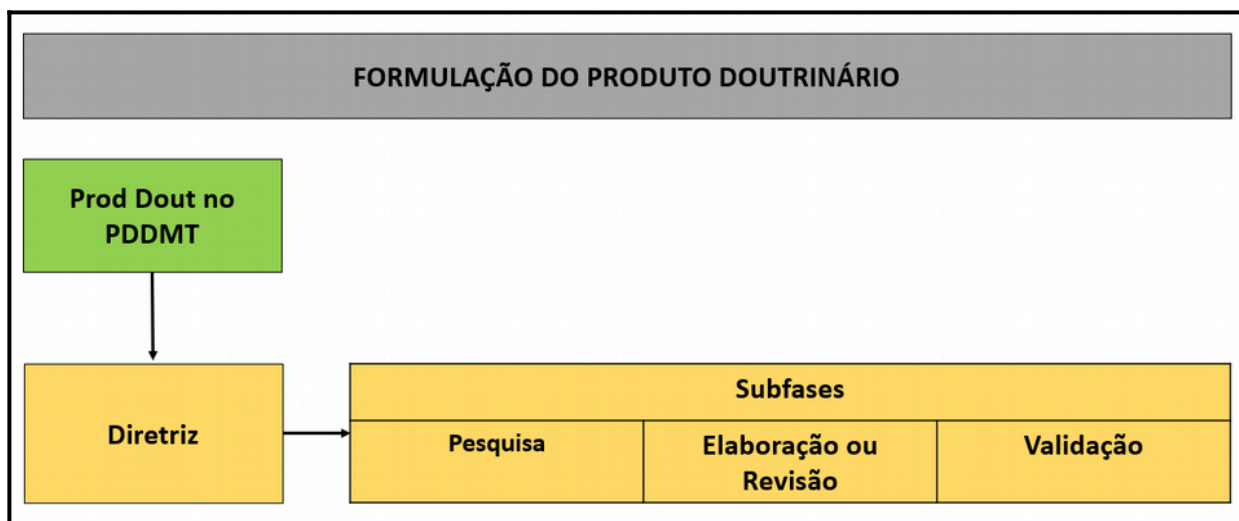 FORMULAÇÃO DO PRODUTO DOUTRINÁRIO
Prod Dout no
PDDMT
Diretriz
Subfases
Pesquisa
Elaboração ou
Revisão
Validação